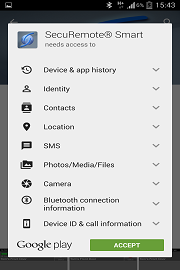 6% 15:43
SecuRemote® Smart
needs access to
Device & app history
Identity
Contacts
Location
SMS
Photos/Media/Files
Camera
Bluetooth connection
information
Device ID & call information
Google play
ACCEPT